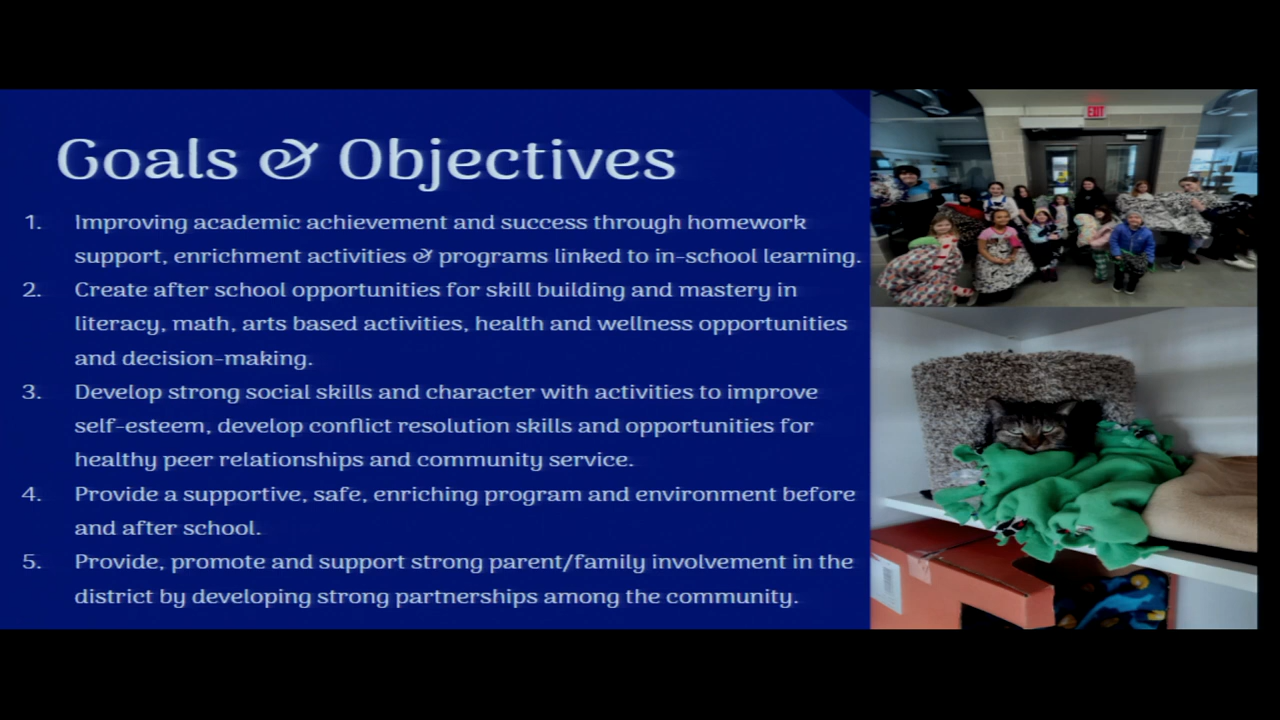 Goals & Objectives
1. Improving academic achievement and success through homework
support, enrichment activities & programs linked to in-school learning.
2. Create after school opportunities for skill building and mastery in
literacy, math, arts based activities, health and wellness opportunities
and decision-making.
3. Develop strong social skills and character with activities to improve
self-esteem, develop conflict resolution skills and opportunities for
healthy peer relationships and community service.
4. Provide a supportive, safe, enriching program and environment before
and after school.
5. Provide, promote and support strong parent/family involvement in the
district by developing strong partnerships among the community.
EXIT